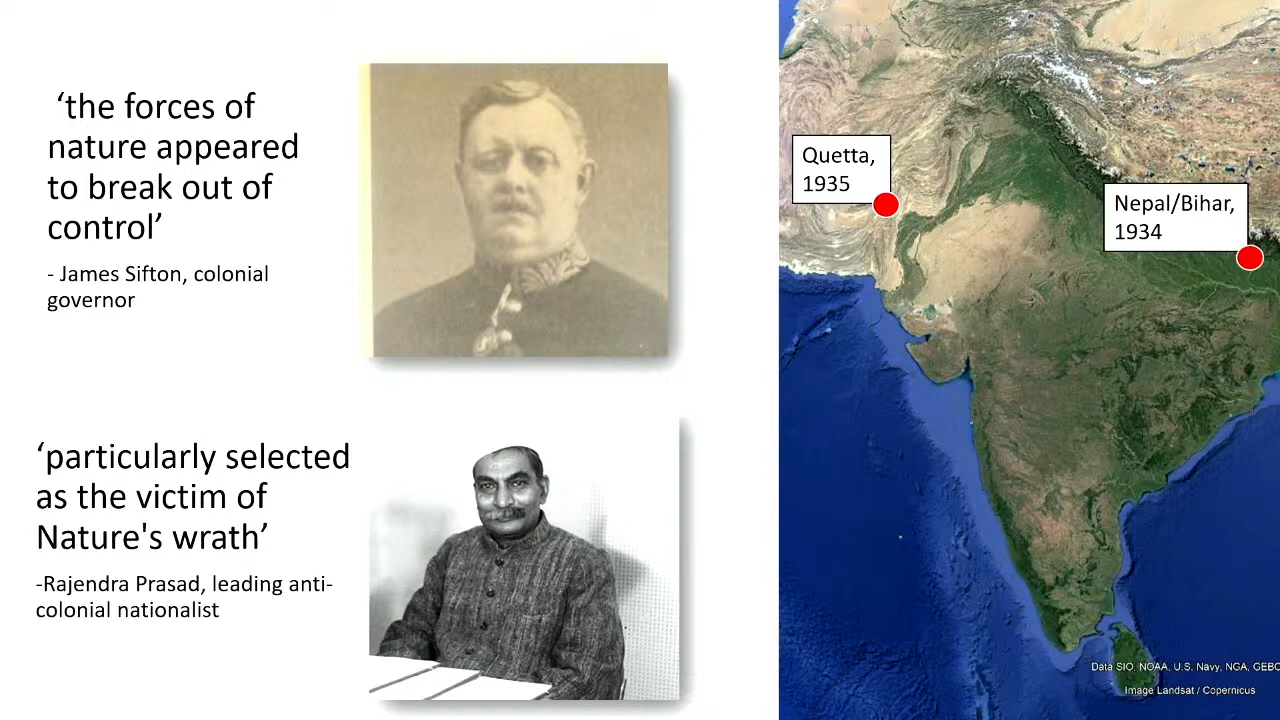 ‘the forces of
nature appeared
to break out of
control’
- James Sifton, colonial
governor
‘particularly selected
as the victim of
Nature's wrath’
-Rajendra Prasad, leading anti-
colonial nationalist
Quetta,
1935
Nepal/Bihar,
1934
Data SIO, NOAA, U.S. Navy, NGA, GEBC
Image Landsat / Copernicus